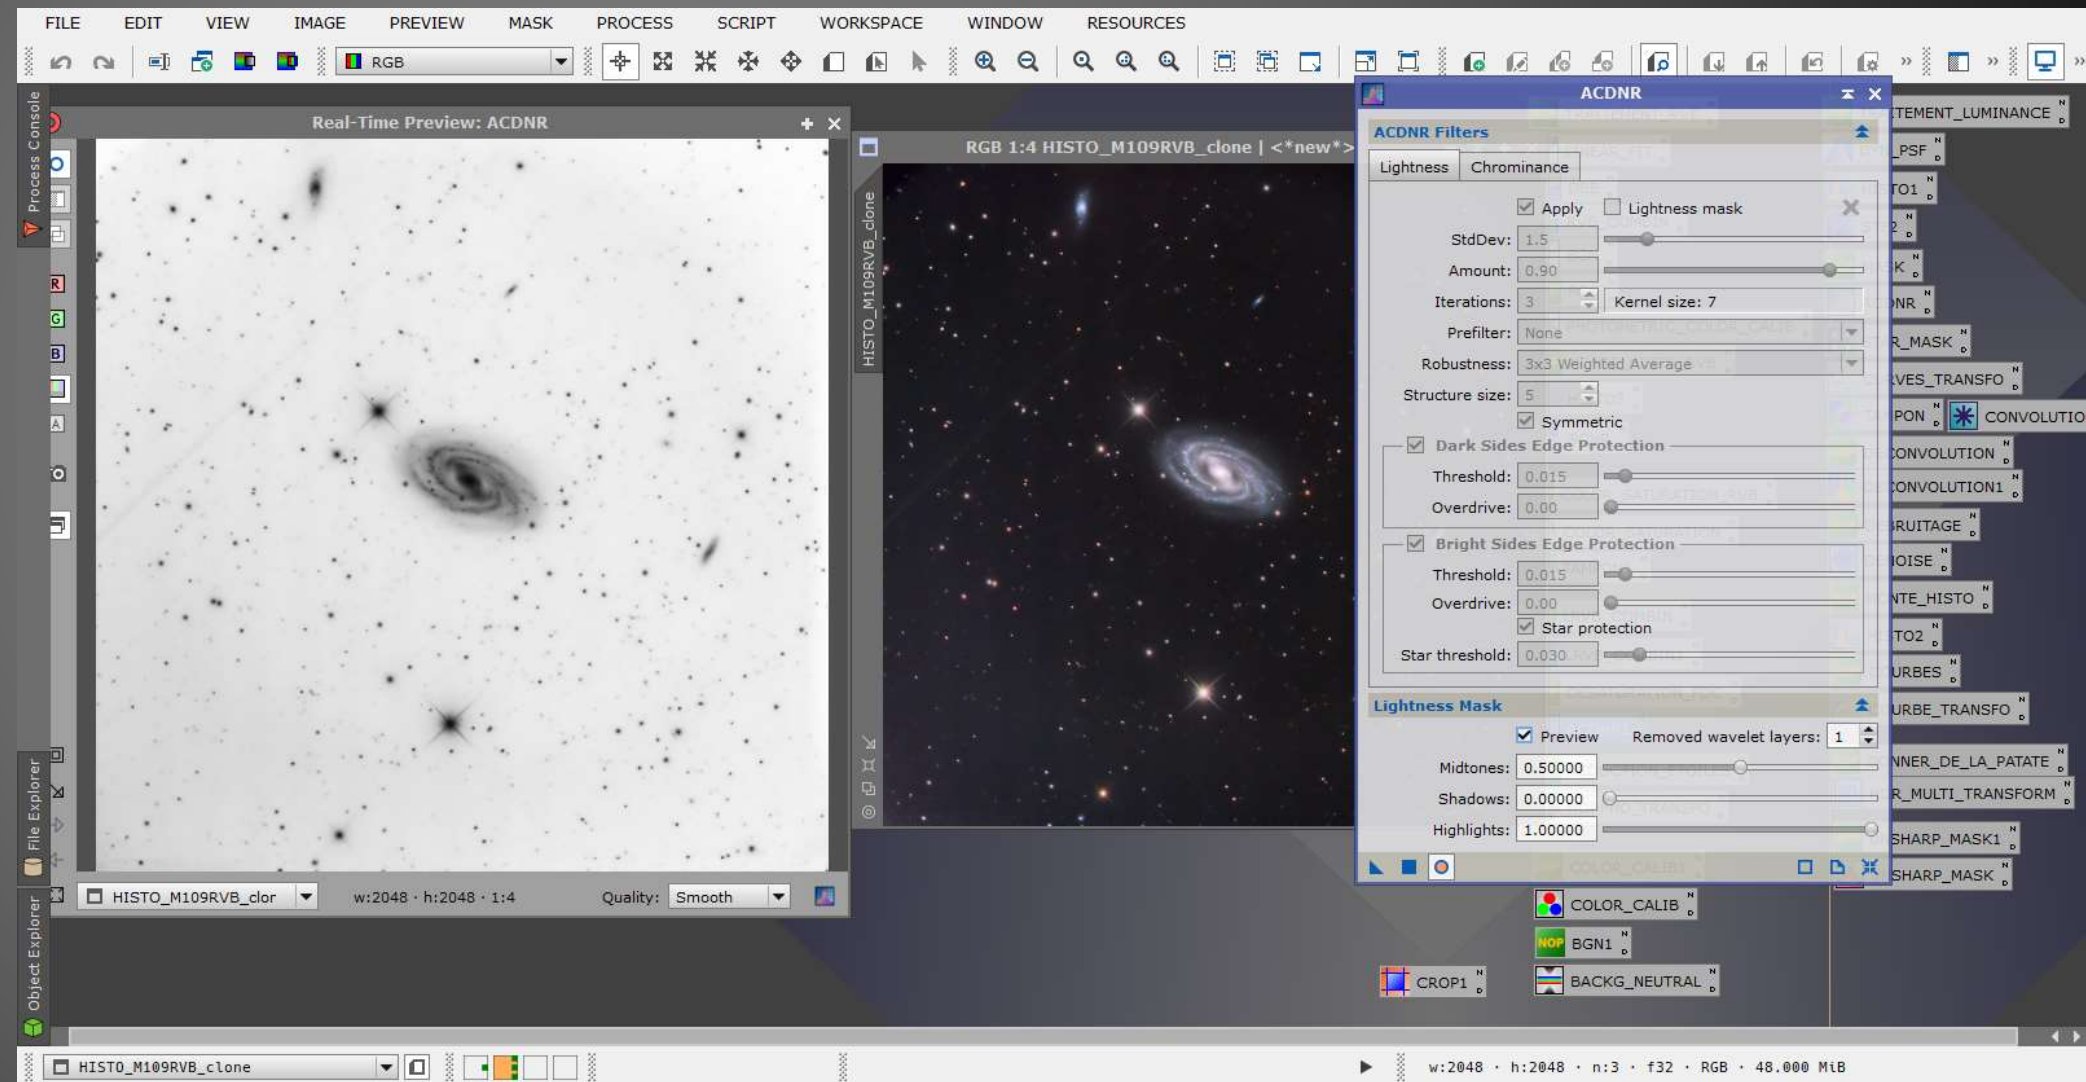 FILE EDIT VIEW IMAGE PREVIEW MASK PROCESS SCRIPT WORKSPACE WINDOW RESOURCES
RGB
Process Console
File Explorer
Object Explorer
Real-Time Preview: ACDNR
R
G
B
A
HISTO_M109RVB_clor
w:2048 · h:2048 · 1:4
Quality: Smooth
RGB 1:4 HISTO_M109RVB_clone | <*new*>
HISTO_M109RVB_clone
ACDNR
ACDNR Filters
Lightness Chrominance
Apply Lightness mask
StdDev: 1.5
Amount: 0.90
Iterations: 3 Kernel size: 7
Prefilter: None
Robustness: 3x3 Weighted Average
Structure size: 5
Symmetric
Dark Sides Edge Protection
Threshold: 0.015
Overdrive: 0.00
Bright Sides Edge Protection
Threshold: 0.015
Overdrive: 0.00
Star protection
Star threshold: 0.030
Lightness Mask
Preview Removed wavelet layers: 1
Midtones: 0.50000
Shadows: 0.00000
Highlights: 1.00000
TEMENT_LUMINANCE
_PSF
TO1
2
K
NR
R_MASK
VES_TRANSFO
PON CONVOLUTIO
CONVOLUTION
CONVOLUTION1
RUITAGE
OISE
NTE_HISTO
TO2
URBES
URBE_TRANSFO
NNER_DE_LA_PATATE
R_MULTI_TRANSFORM
SHARP_MASK1
SHARP_MASK
COLOR_CALIB
NOP BGN1
CROP1 BACKG_NEUTRAL
HISTO_M109RVB_clone
w:2048 · h:2048 · n:3 · f32 · RGB · 48.000 MiB